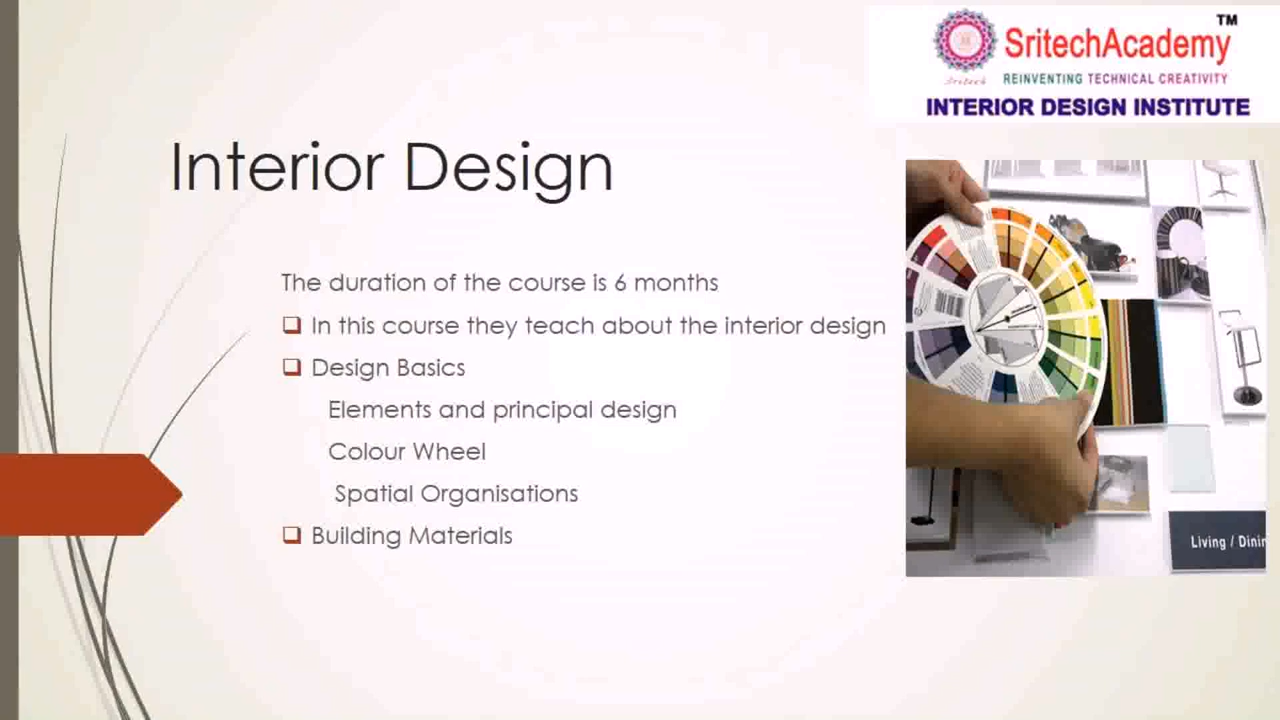 TM
SritechAcademy
Sritech
REINVENTING TECHNICAL CREATIVITY
INTERIOR DESIGN INSTITUTE
Interior Design
The duration of the course is 6 months
In this course they teach about the interior design
Design Basics
Elements and principal design
Colour Wheel
Spatial Organisations
Building Materials
Living / Dinin